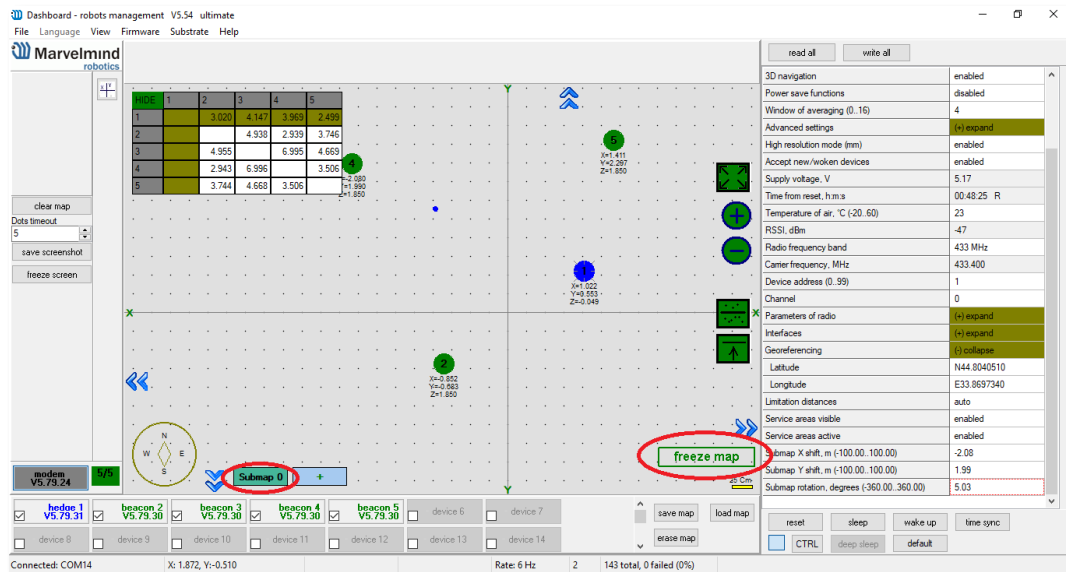 Dashboard - robots management V5.54 ultimate
File Language View Firmware Substrate Help
Marvelmind
robotics
clear map
Dots timeout
5
save screenshot
freeze screen
modem
V5.79.24
5/5
HIDE 1 2 3 4 5
1 3.020 4.147 3.969 2.499
2 4.938 2.939 3.746
3 4.955 6.995 4.669
4 2.943 6.996 3.506
5 3.744 4.668 3.506
Y
4
X=-2.080
Y=1.990
Z=1.850
5
X=1.411
Y=2.297
Z=1.850
1
X=1.022
Z=-0.049
X
X
2
X=-0.852
Y=-0.683
Z=1.850
N
W E
S
Submap 0
+
Y
freeze map
25 Cm
read all write all
3D navigation enabled
Power save functions disabled
Window of averaging (0..16) 4
Advanced settings (+) expand
High resolution mode (mm) enabled
Accept new/woken devices enabled
Supply voltage, V 5.17
Time from reset, h:m:s 00:48:25 R
Temperature of air, °C (-20..60) 23
RSSI, dBm -47
Radio frequency band 433 MHz
Carrier frequency, MHz 433.400
Device address (0..99) 1
Channel 0
Parameters of radio (+) expand
Interfaces (+) expand
Georeferencing (-) collapse
Latitude N44.8040510
Longitude E33.8697340
Limitation distances auto
Service areas visible enabled
Service areas active enabled
Submap X shift, m (-100.00..100.00) -2.08
Submap Y shift, m (-100.00..100.00) 1.99
Submap rotation, degrees (-360.00..360.00) 5.03
reset sleep wake up time sync
CTRL deep sleep default
hedge 1
V5.79.31
beacon 2
V5.79.30
beacon 3
V5.79.30
beacon 4
V5.79.30
beacon 5
V5.79.30
device 6
device 7
device 8
device 9
device 10
device 11
device 12
device 13
device 14
save map load map
erase map
Connected: COM14 X: 1.872, Y:-0.510 Rate: 6 Hz 2 143 total, 0 failed (0%)